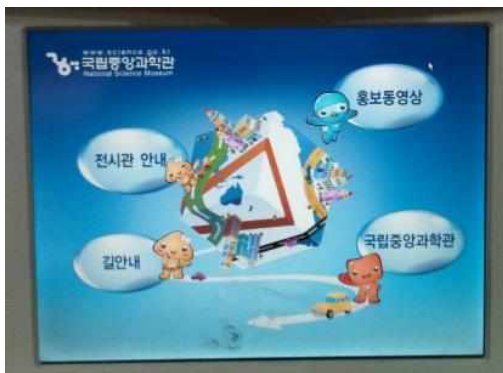 www.science.go.kr
국립중앙과학관
National Science Museum
홍보동영상
전시관 안내
국립중앙과학관
길안내